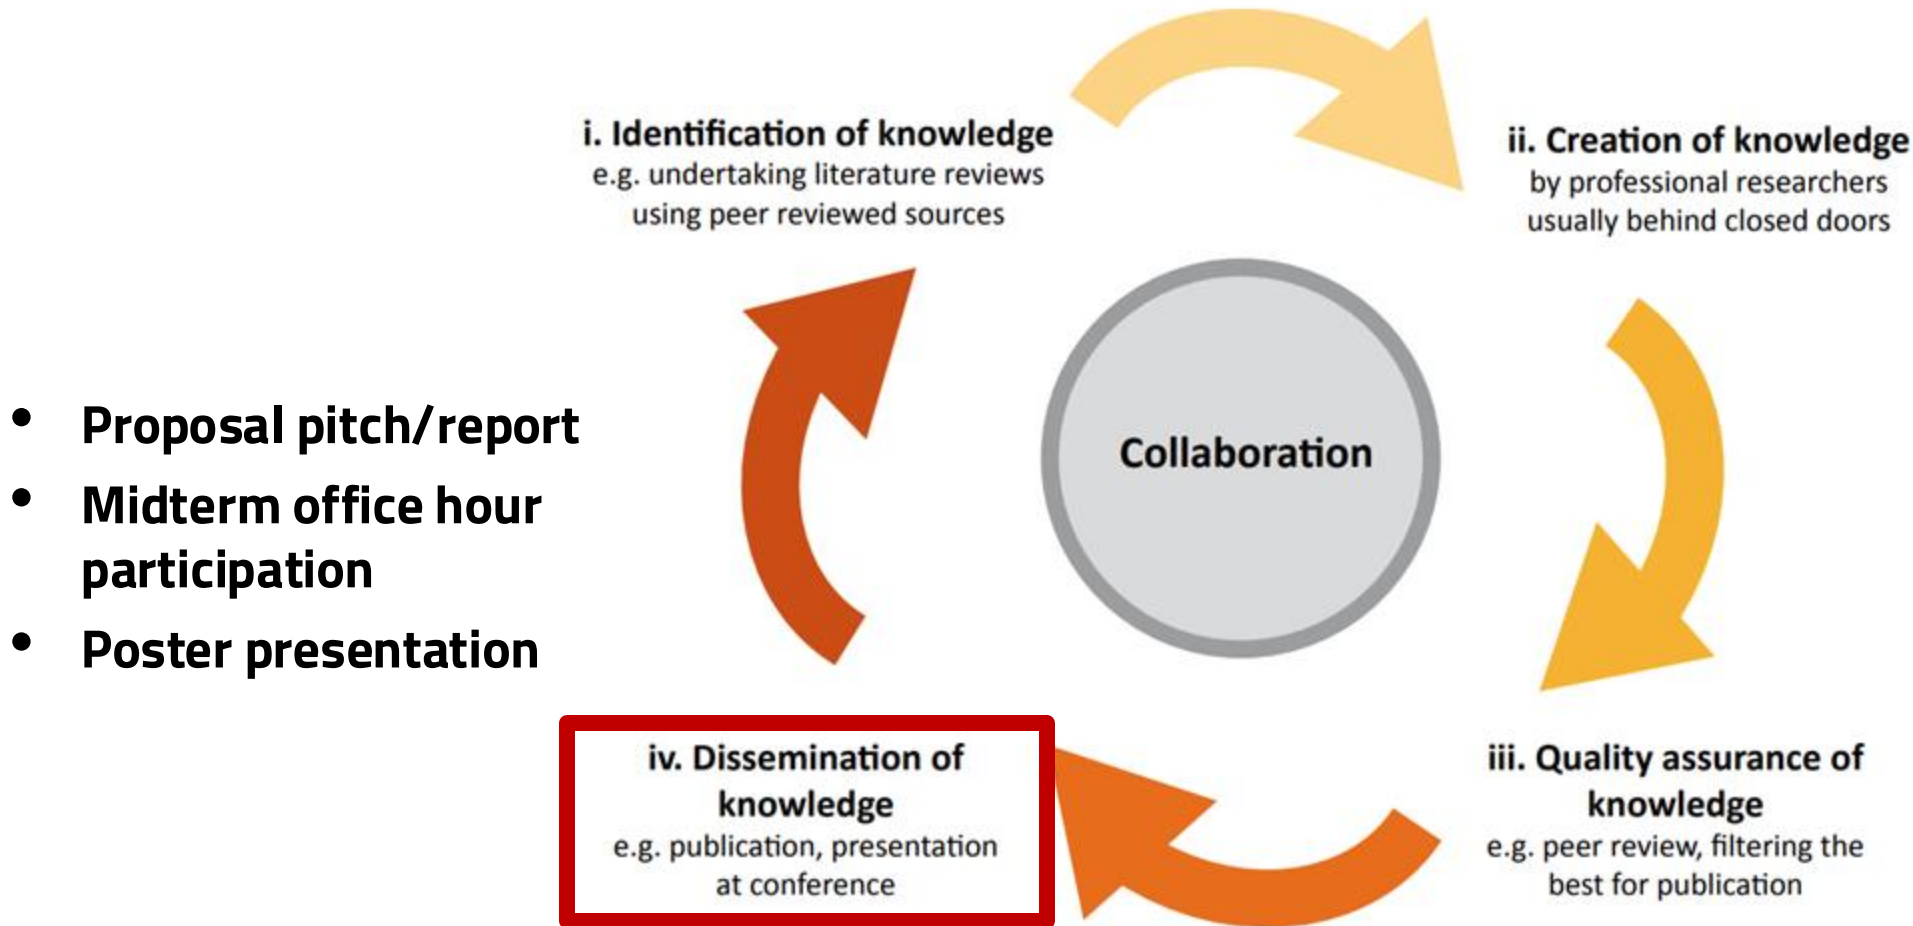 i. Identification of knowledge
e.g. undertaking literature reviews
using peer reviewed sources
ii. Creation of knowledge
by professional researchers
usually behind closed doors
• Proposal pitch/report
• Midterm office hour
participation
• Poster presentation
Collaboration
iv. Dissemination of
knowledge
e.g. publication, presentation
at conference
iii. Quality assurance of
knowledge
e.g. peer review, filtering the
best for publication